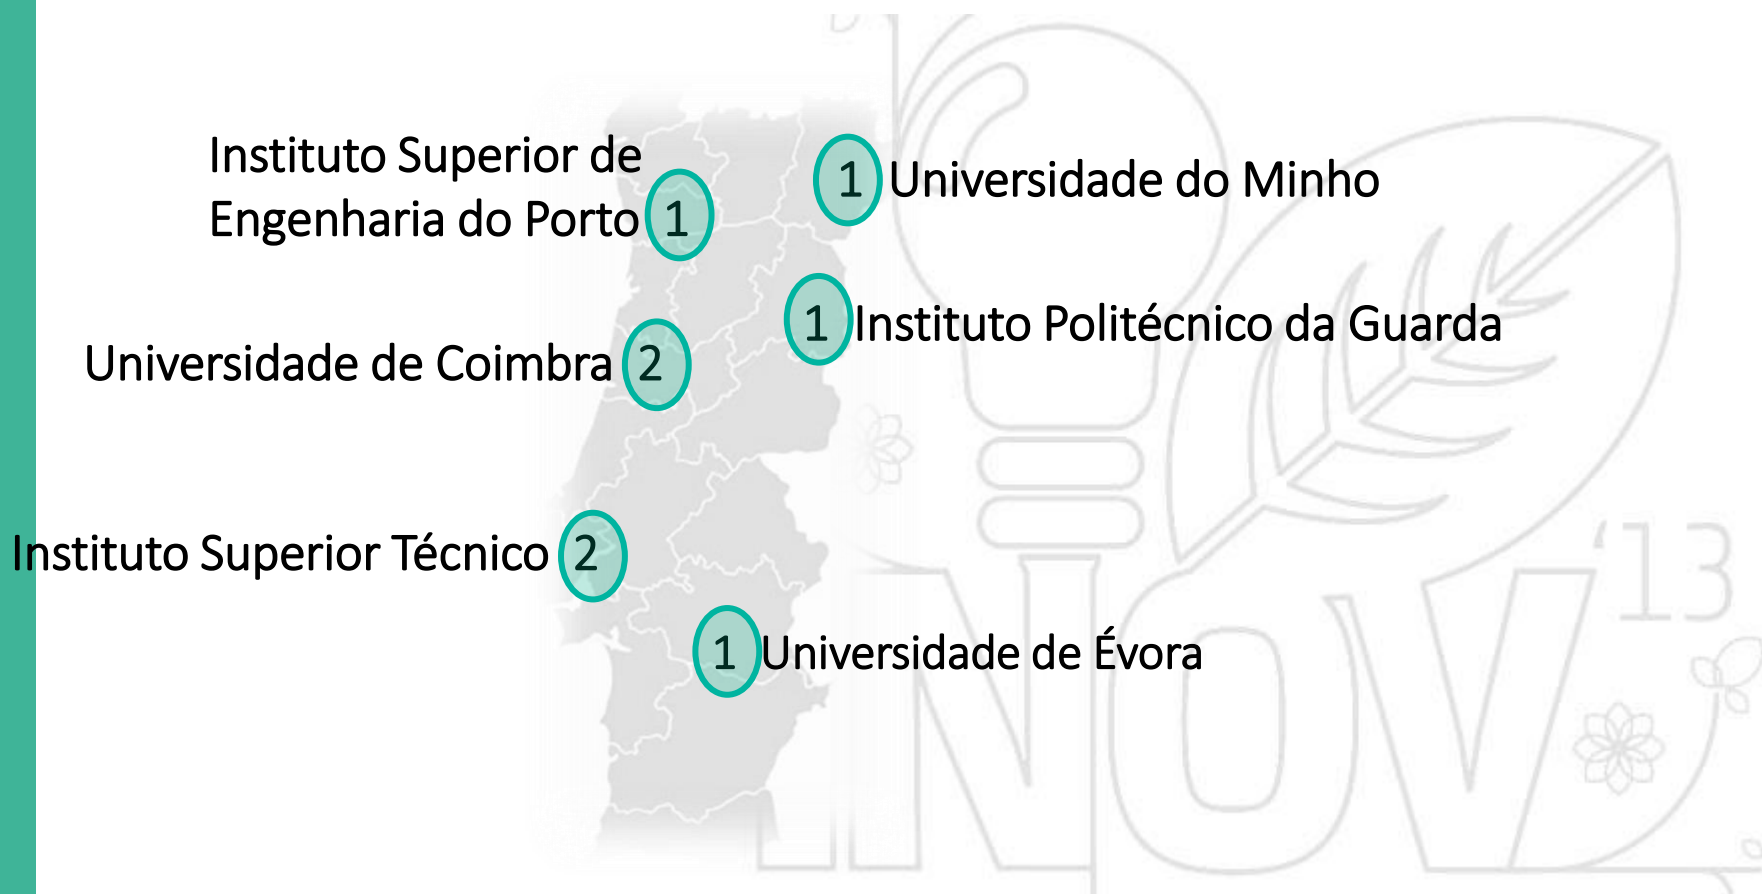 Instituto Superior de
Engenharia do Porto 1
1 Universidade do Minho
1 Instituto Politécnico da Guarda
Universidade de Coimbra 2
Instituto Superior Técnico 2
1 Universidade de Évora
INOV
‘13